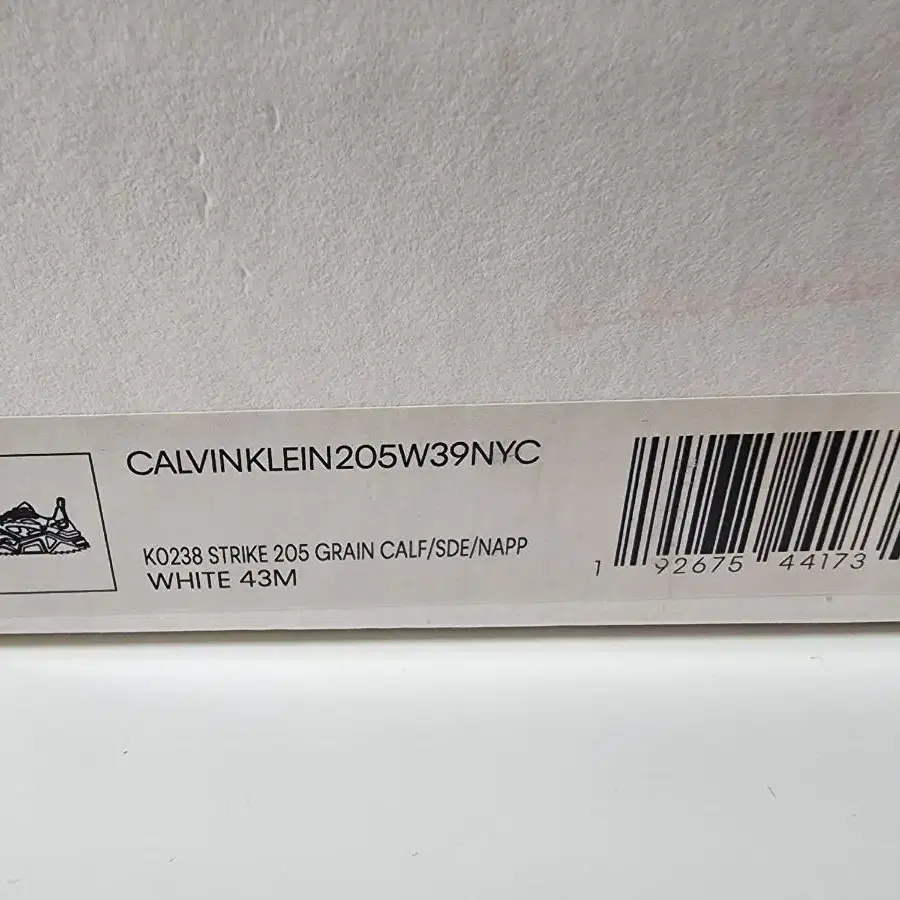 CALVINKLEIN205W39NYC
K0238 STRIKE 205 GRAIN CALF/SDE/NAPP
WHITE 43M
1 92675 44173